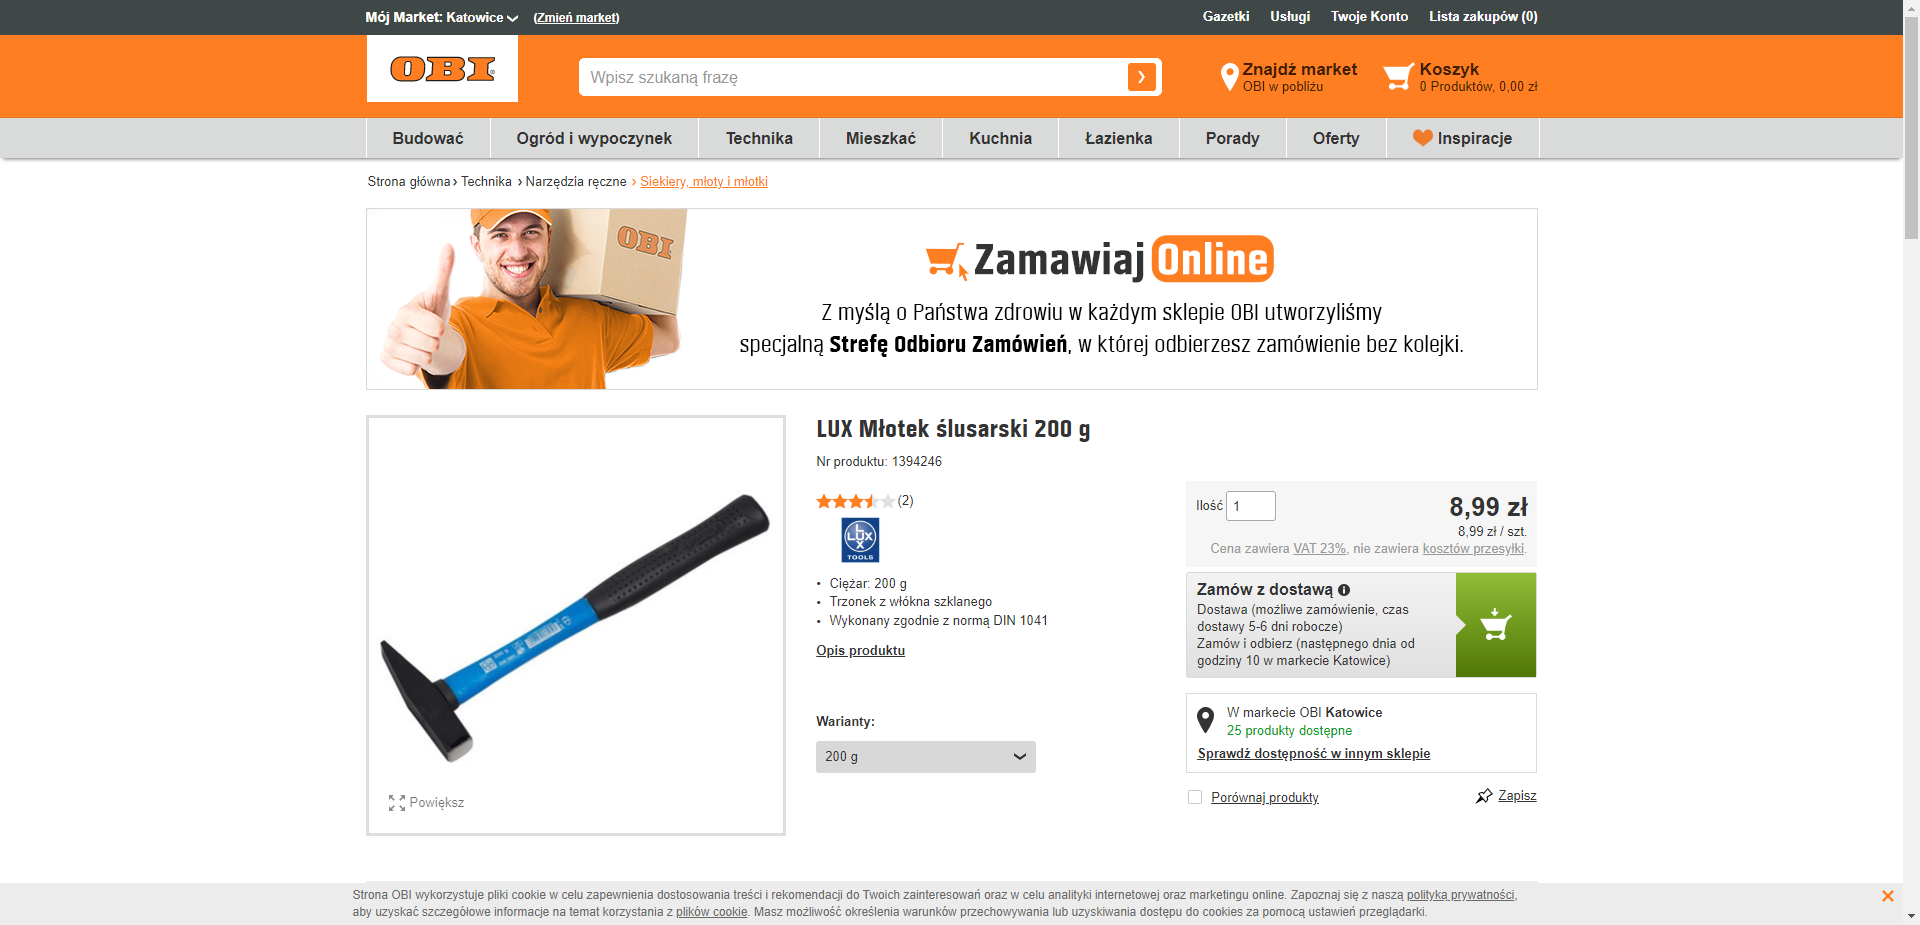 Mój Market: Katowice (Zmień market)
Gazetki Usługi Twoje Konto Lista zakupów (0)
OBI
Wpisz szukaną frazę
Znajdź market
OBI w pobliżu
Koszyk
0 Produktów, 0,00 zł
Budować Ogród i wypoczynek Technika Mieszkać Kuchnia Łazienka Porady Oferty Inspiracje
Strona główna › Technika › Narzędzia ręczne › Siekiery, młoty i młotki
OBI
Zamawiaj Online
Z myślą o Państwa zdrowiu w każdym sklepie OBI utworzyliśmy
specjalną Strefę Odbioru Zamówień, w której odbierzesz zamówienie bez kolejki.
LUX Młotek ślusarski 200 g
Nr produktu: 1394246
(2)
LUX
TOOLS
• Ciężar: 200 g
• Trzonek z włókna szklanego
• Wykonany zgodnie z normą DIN 1041
Opis produktu
Warianty:
200 g
Powiększ
Ilość 1
8,99 zł
8,99 zł / szt.
Cena zawiera VAT 23%, nie zawiera kosztów przesyłki.
Zamów z dostawą
Dostawa (możliwe zamówienie, czas
dostawy 5-6 dni robocze)
Zamów i odbierz (następnego dnia od
godziny 10 w markecie Katowice)
W markecie OBI Katowice
25 produkty dostępne
Sprawdź dostępność w innym sklepie
Porównaj produkty
Zapisz
Strona OBI wykorzystuje pliki cookie w celu zapewnienia dostosowania treści i rekomendacji do Twoich zainteresowań oraz w celu analityki internetowej oraz marketingu online. Zapoznaj się z naszą polityką prywatności,
aby uzyskać szczegółowe informacje na temat korzystania z plików cookie. Masz możliwość określenia warunków przechowywania lub uzyskiwania dostępu do cookies za pomocą ustawień przeglądarki.